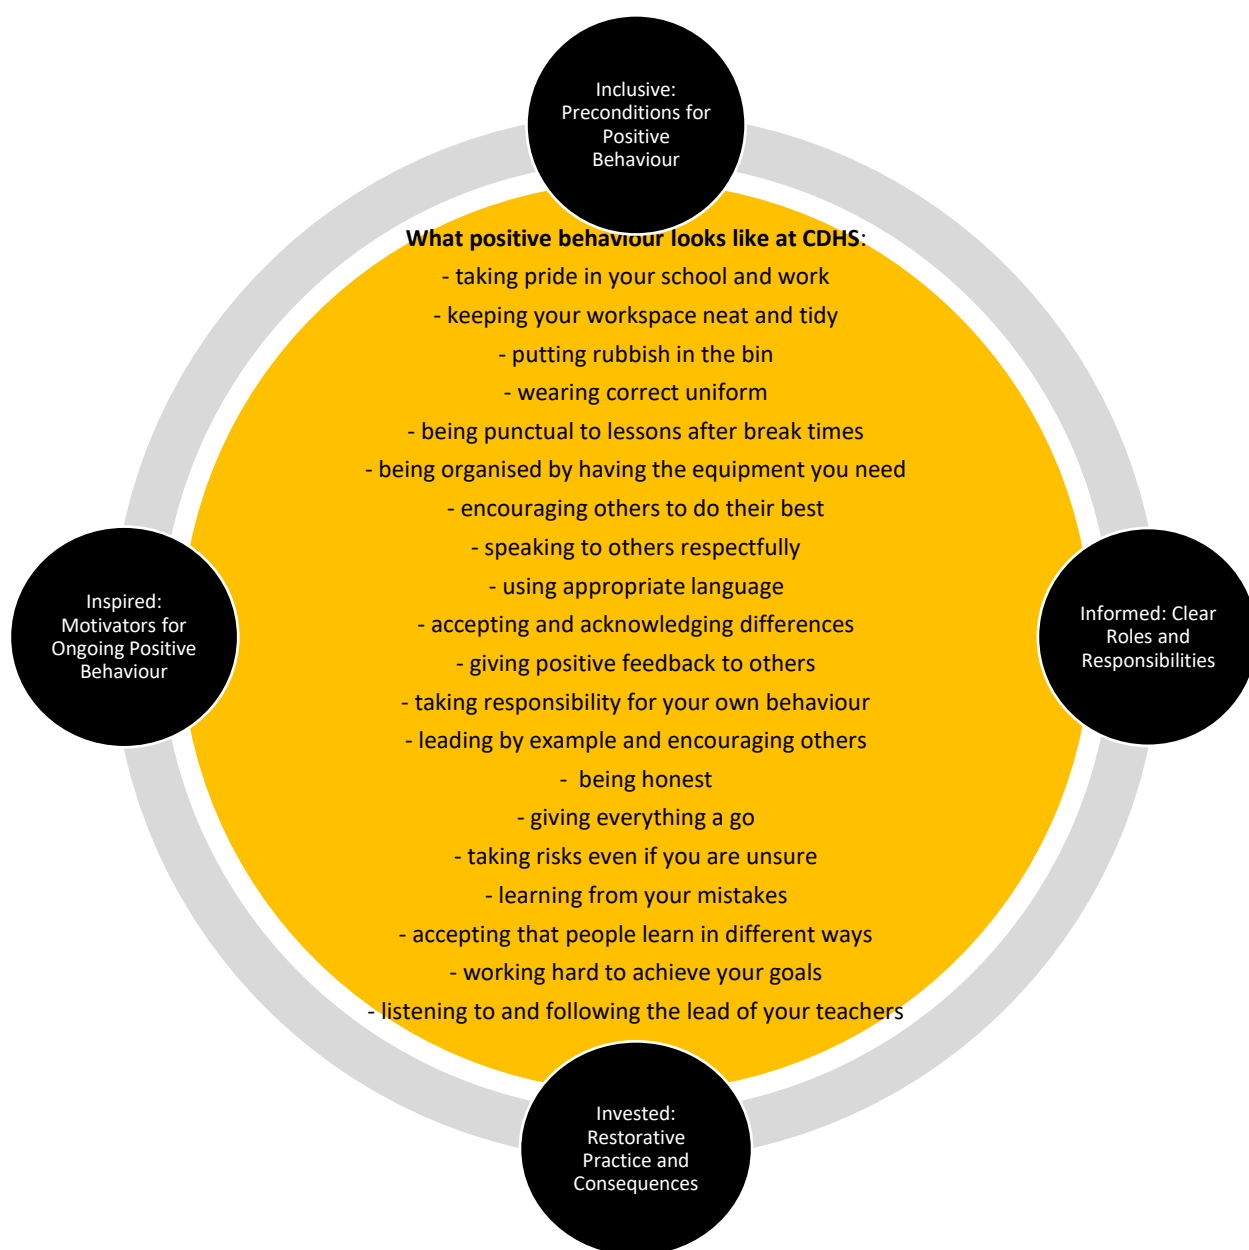 Inclusive:
Preconditions for
Positive
Behaviour
What positive behaviour looks like at CDHS:
- taking pride in your school and work
- keeping your workspace neat and tidy
- putting rubbish in the bin
- wearing correct uniform
- being punctual to lessons after break times
- being organised by having the equipment you need
- encouraging others to do their best
- speaking to others respectfully
- using appropriate language
- accepting and acknowledging differences
- giving positive feedback to others
- taking responsibility for your own behaviour
- leading by example and encouraging others
- being honest
- giving everything a go
- taking risks even if you are unsure
- learning from your mistakes
- accepting that people learn in different ways
- working hard to achieve your goals
- listening to and following the lead of your teachers
Inspired:
Motivators for
Ongoing Positive
Behaviour
Informed: Clear
Roles and
Responsibilities
Invested:
Restorative
Practice and
Consequences